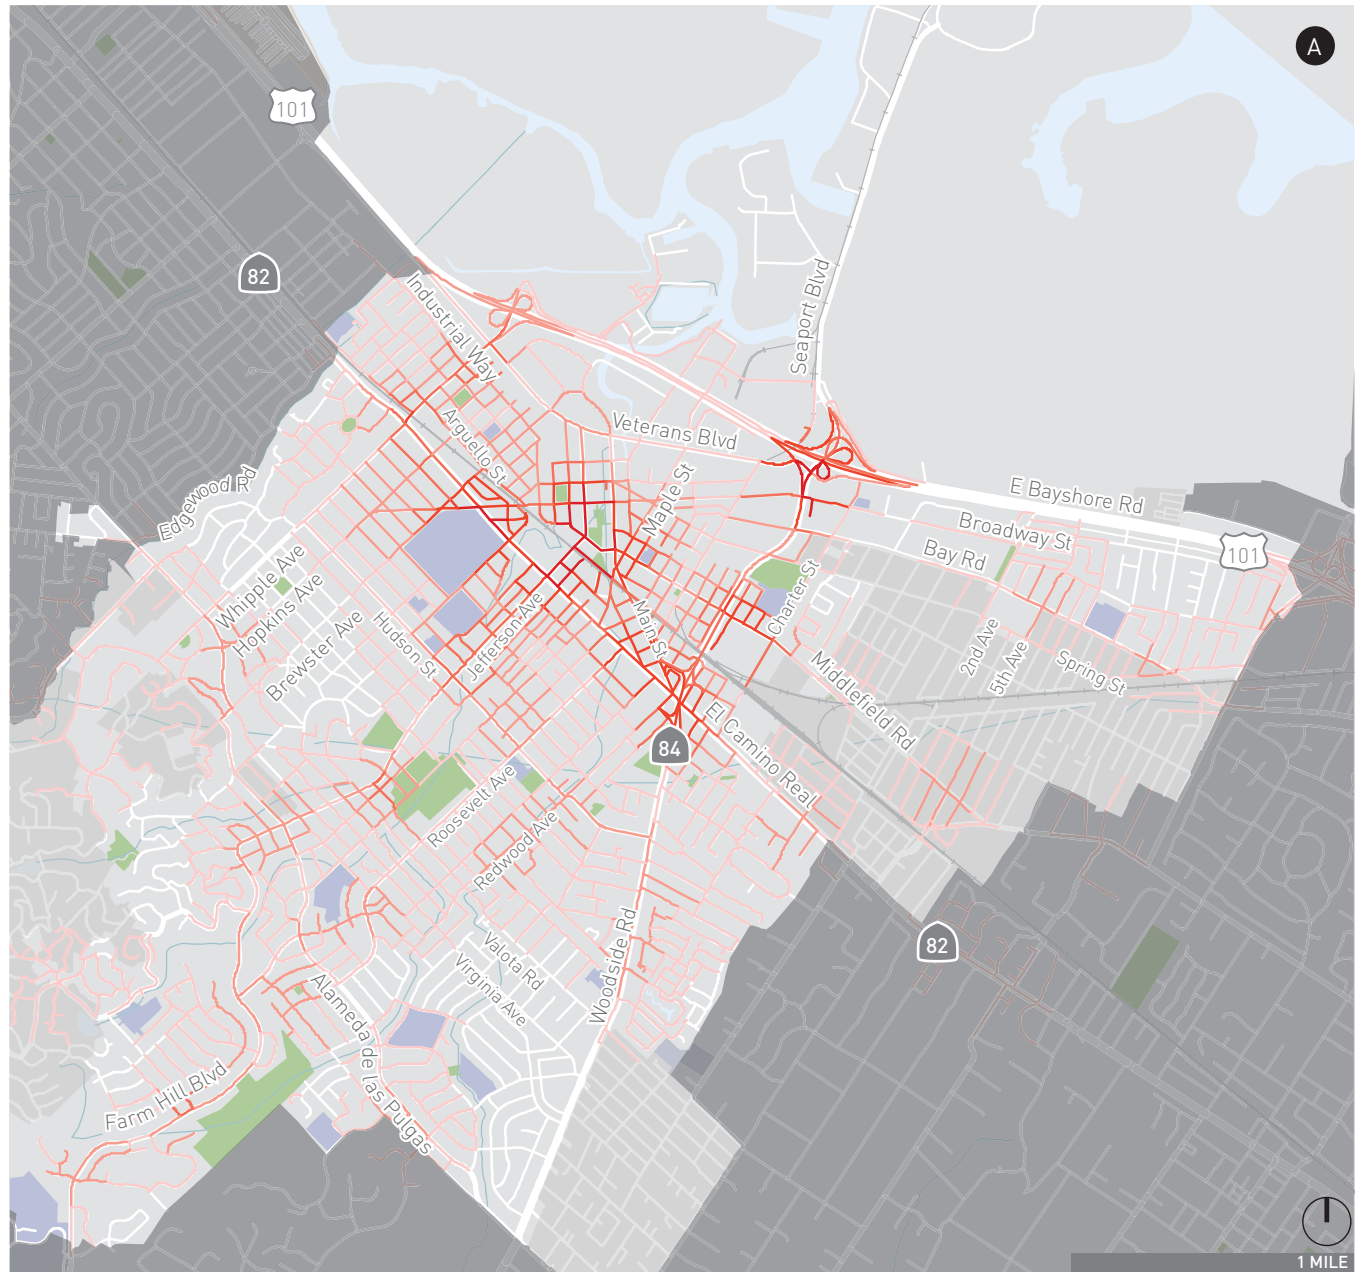 A
101
82
Industrial Way
Seaport Blvd
Arguello St
Veterans Blvd
Maple St
Edgewood Rd
E Bayshore Rd
Broadway St
Bay Rd
101
Whipple Ave
Hopkins Ave
Brewster Ave
Hudson St
Jefferson Ave
Main St
Charter St
2nd Ave
5th Ave
Spring St
Middlefield Rd
El Camino Real
84
Roosevelt Ave
Redwood Ave
Valota Rd
Virginia Ave
Woodside Rd
82
Alameda de las Pulgas
Farm Hill Blvd
1 MILE